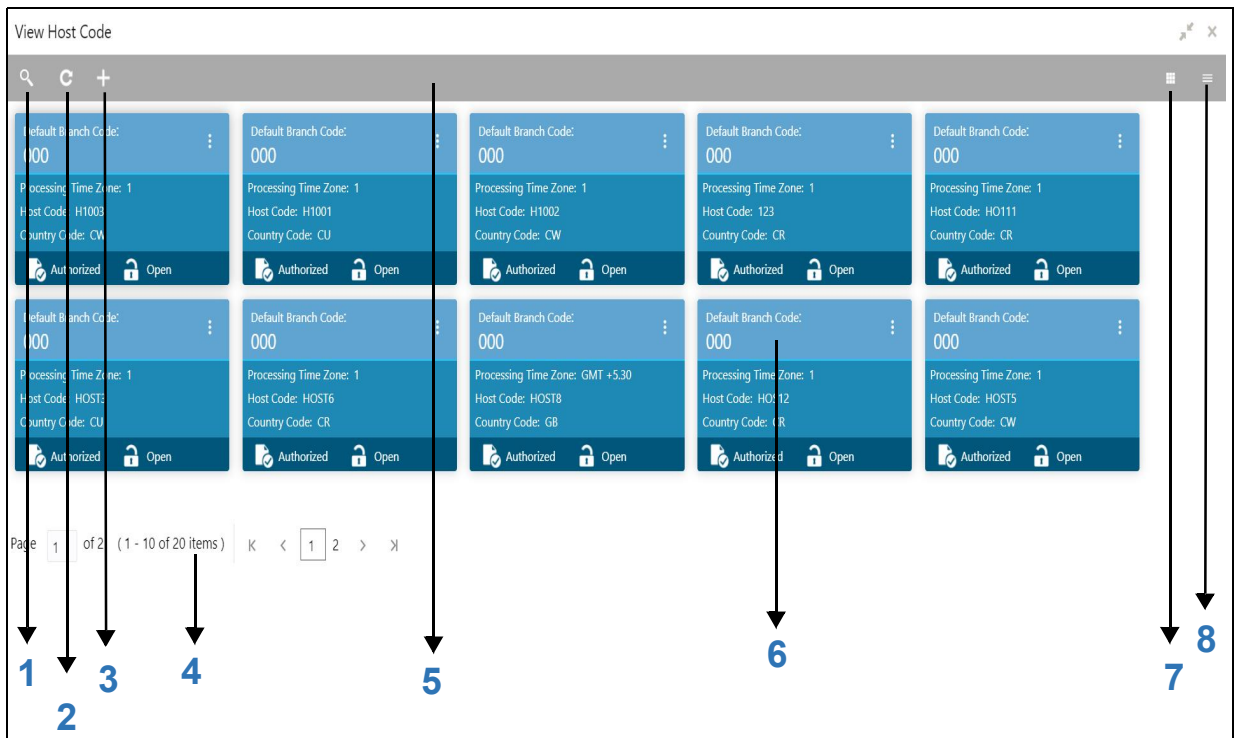 View Host Code
Default Branch Code: Default Branch Code: Default Branch Code: Default Branch Code: Default Branch Code:
000 000 000 000 000
Processing Time Zone: 1 Processing Time Zone: 1 Processing Time Zone: 1 Processing Time Zone: 1 Processing Time Zone: 1
Host Code: H1003 Host Code: H1001 Host Code: H1002 Host Code: 123 Host Code: HO111
Country Code: CW Country Code: CU Country Code: CW Country Code: CR Country Code: CR
Authorized Open Authorized Open Authorized Open Authorized Open Authorized Open
Default Branch Code: Default Branch Code: Default Branch Code: Default Branch Code: Default Branch Code:
000 000 000 000 000
Processing Time Zone: 1 Processing Time Zone: 1 Processing Time Zone: GMT +5.30 Processing Time Zone: 1 Processing Time Zone: 1
Host Code: HOST3 Host Code: HOST6 Host Code: HOST8 Host Code: HOS12 Host Code: HOST5
Country Code: CU Country Code: CR Country Code: GB Country Code: CR Country Code: CW
Authorized Open Authorized Open Authorized Open Authorized Open Authorized Open
Page 1 of 2 ( 1 - 10 of 20 items ) K < 1 2 > Ʞ
1 2 3 4 5 6 7 8